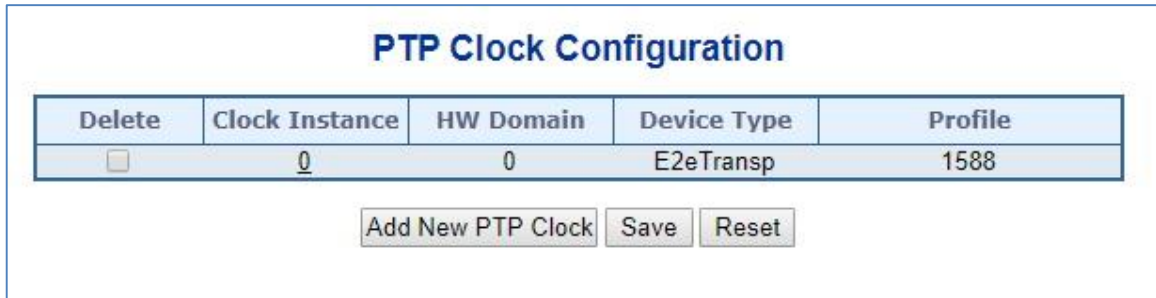 PTP Clock Configuration
Delete Clock Instance HW Domain Device Type Profile
0 0 E2eTransp 1588
Add New PTP Clock Save Reset